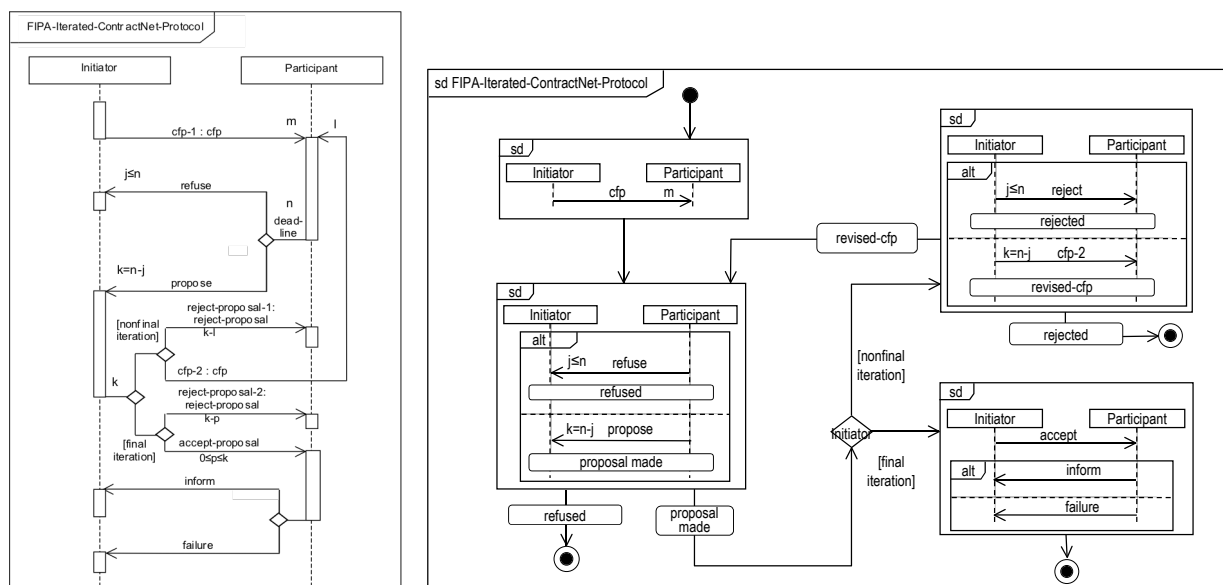 FIPA-Iterated-ContractNet-Protocol
Initiator
Participant
m
l
cfp-1 : cfp
j≤n
refuse
n
dead-
line
k=n-j
propose
reject-proposal-1:
reject-proposal
k-l
[nonfinal
iteration]
cfp-2 : cfp
k
reject-proposal-2:
reject-proposal
k-p
[final
iteration]
accept-proposal
0≤p≤k
inform
failure
sd FIPA-Iterated-ContractNet-Protocol
sd
Initiator
Participant
cfp
m
sd
Initiator
Participant
alt
j≤n refuse
refused
k=n-j propose
proposal made
refused
proposal
made
revised-cfp
Initiator
[nonfinal
iteration]
[final
iteration]
sd
Initiator
Participant
alt
j≤n reject
rejected
k=n-j cfp-2
revised-cfp
rejected
sd
Initiator
Participant
accept
alt
inform
failure